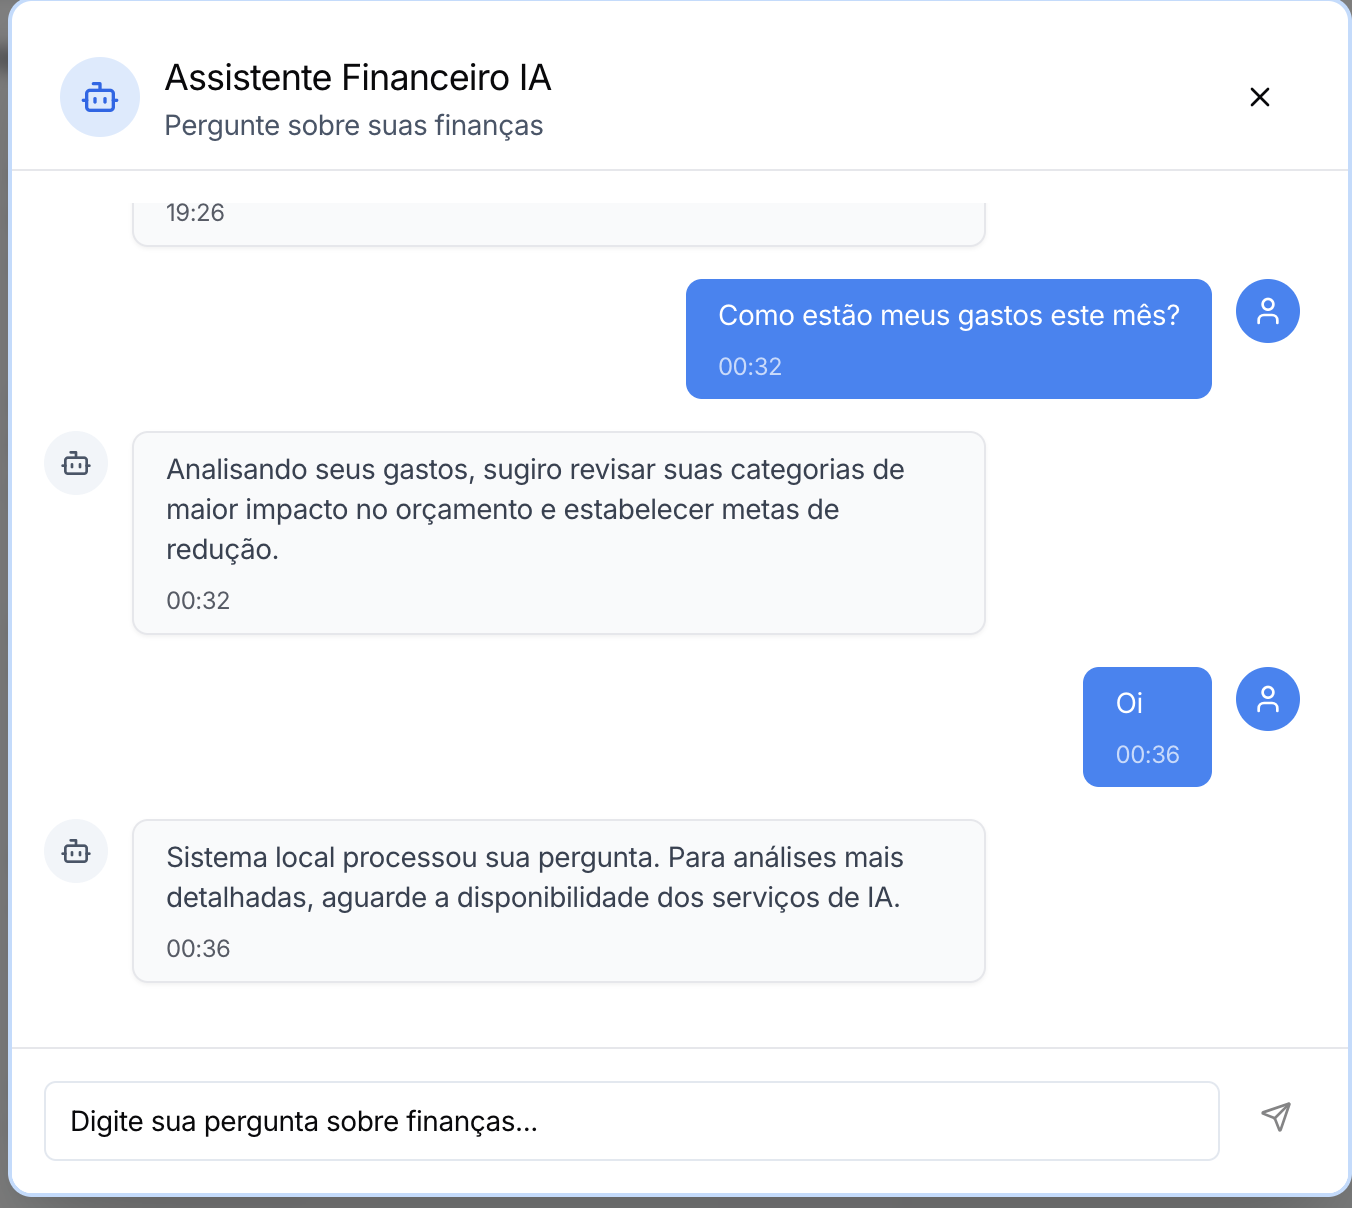 Assistente Financeiro IA
Pergunte sobre suas finanças
19:26
Como estão meus gastos este mês?
00:32
Analisando seus gastos, sugiro revisar suas categorias de
maior impacto no orçamento e estabelecer metas de
redução.
00:32
Oi
00:36
Sistema local processou sua pergunta. Para análises mais
detalhadas, aguarde a disponibilidade dos serviços de IA.
00:36
Digite sua pergunta sobre finanças...